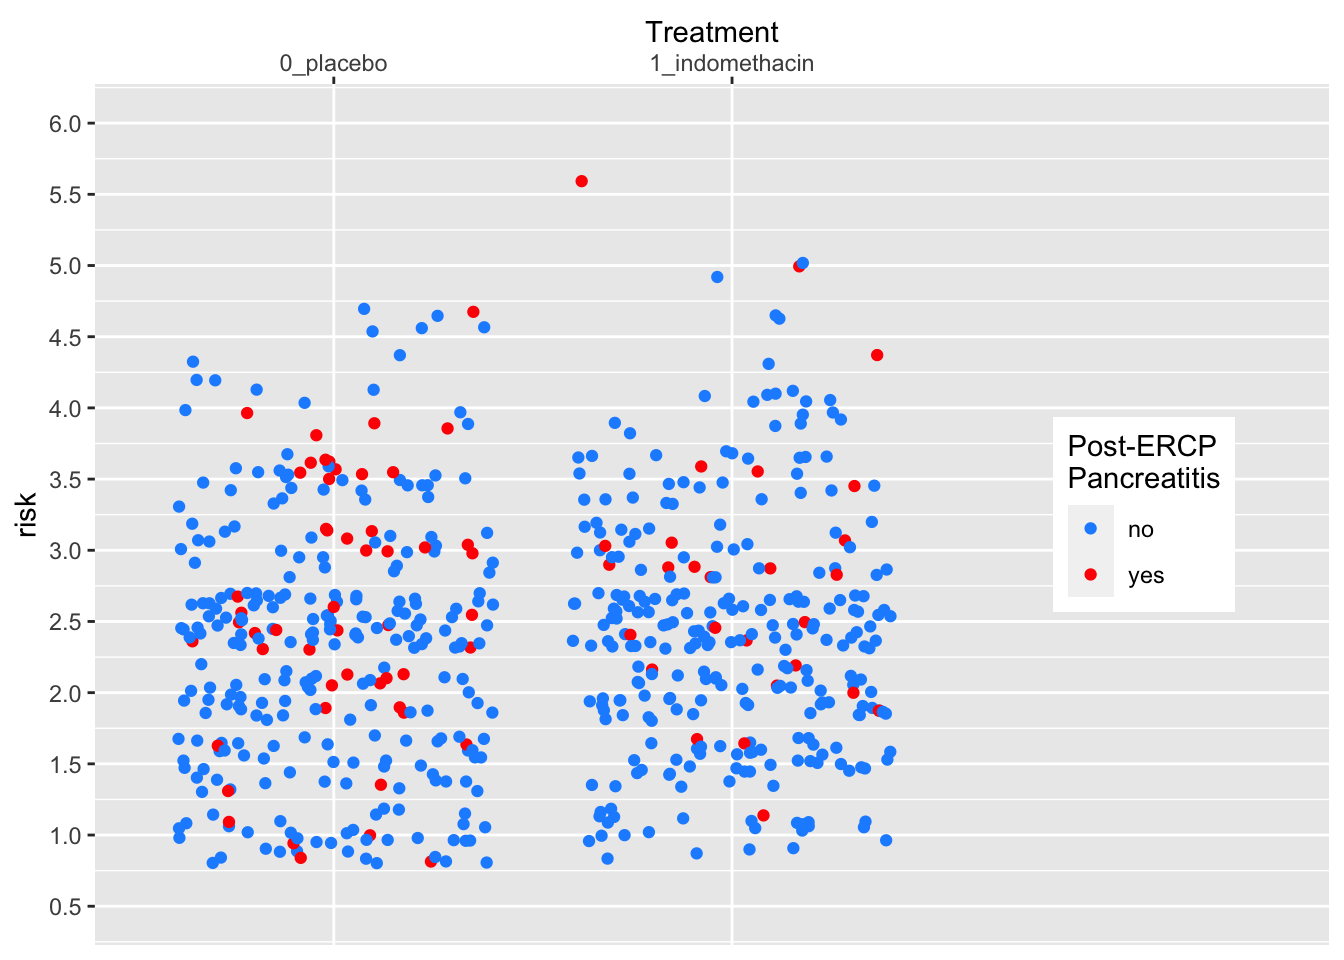 Treatment
0_placebo 1_indomethacin
6.0
5.5
5.0
4.5
4.0
3.5
3.0
2.5
2.0
1.5
1.0
0.5
risk
Post-ERCP
Pancreatitis
no
yes